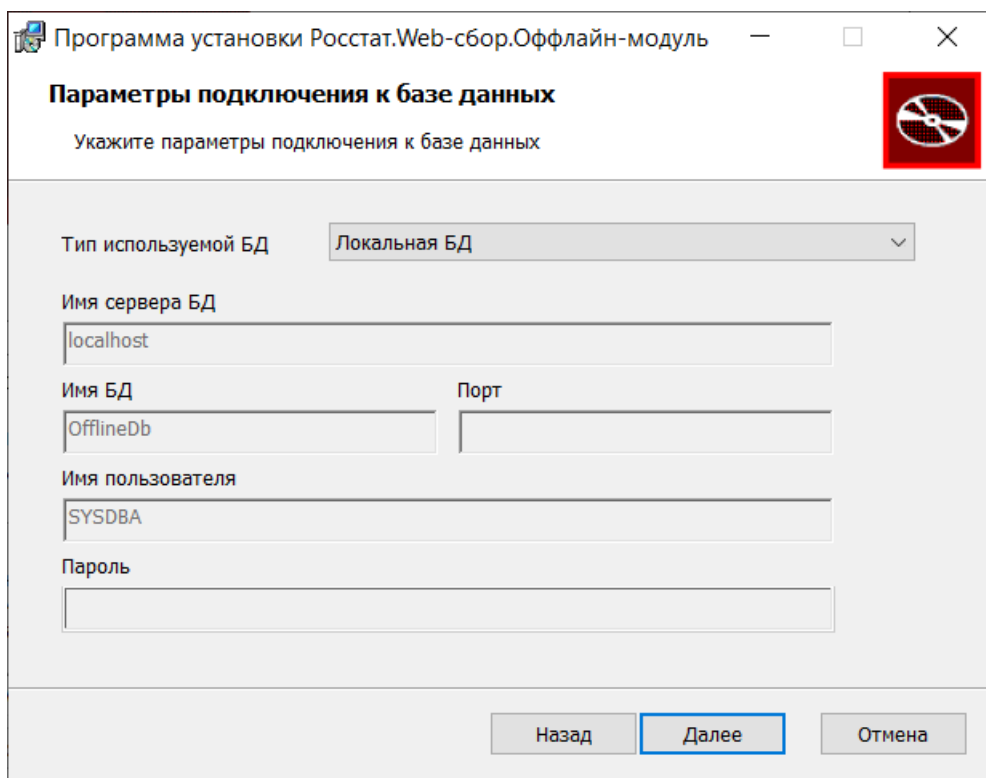 Программа установки Росстат.Web-сбор.Оффлайн-модуль
Параметры подключения к базе данных
Укажите параметры подключения к базе данных
Тип используемой БД Локальная БД
Имя сервера БД
localhost
Имя БД Порт
OfflineDb
Имя пользователя
SYSDBA
Пароль
Назад Далее Отмена